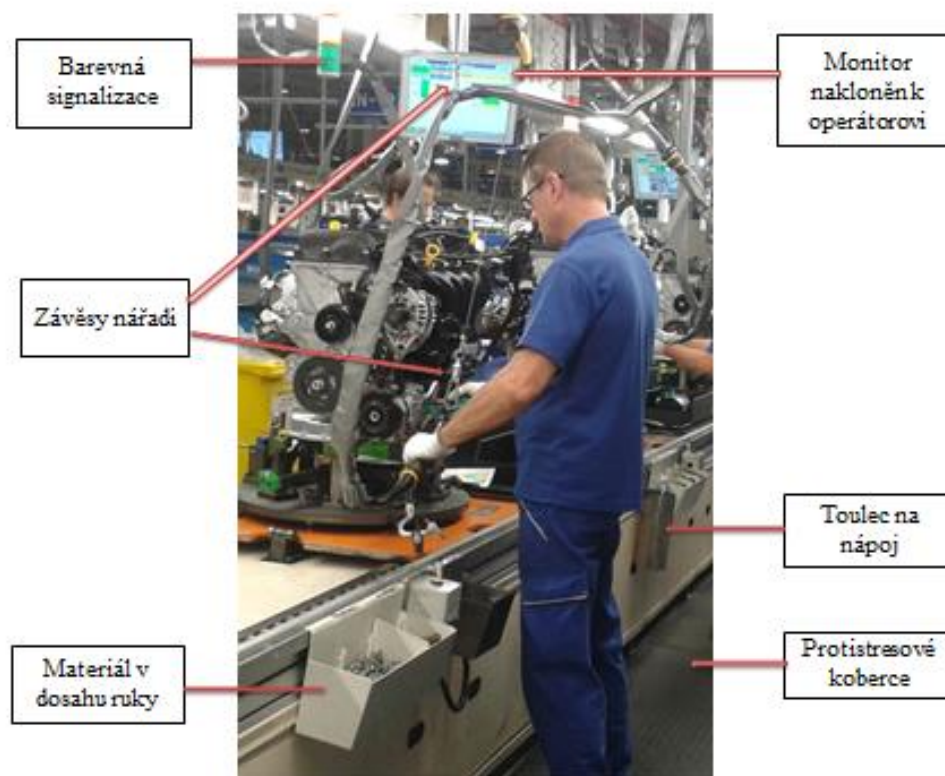 Barevná
signalizace
Monitor
nakloněn k
operátorovi
Závěsy nářadí
Toulec na
nápoj
Materiál v
dosahu ruky
Protistresové
koberce